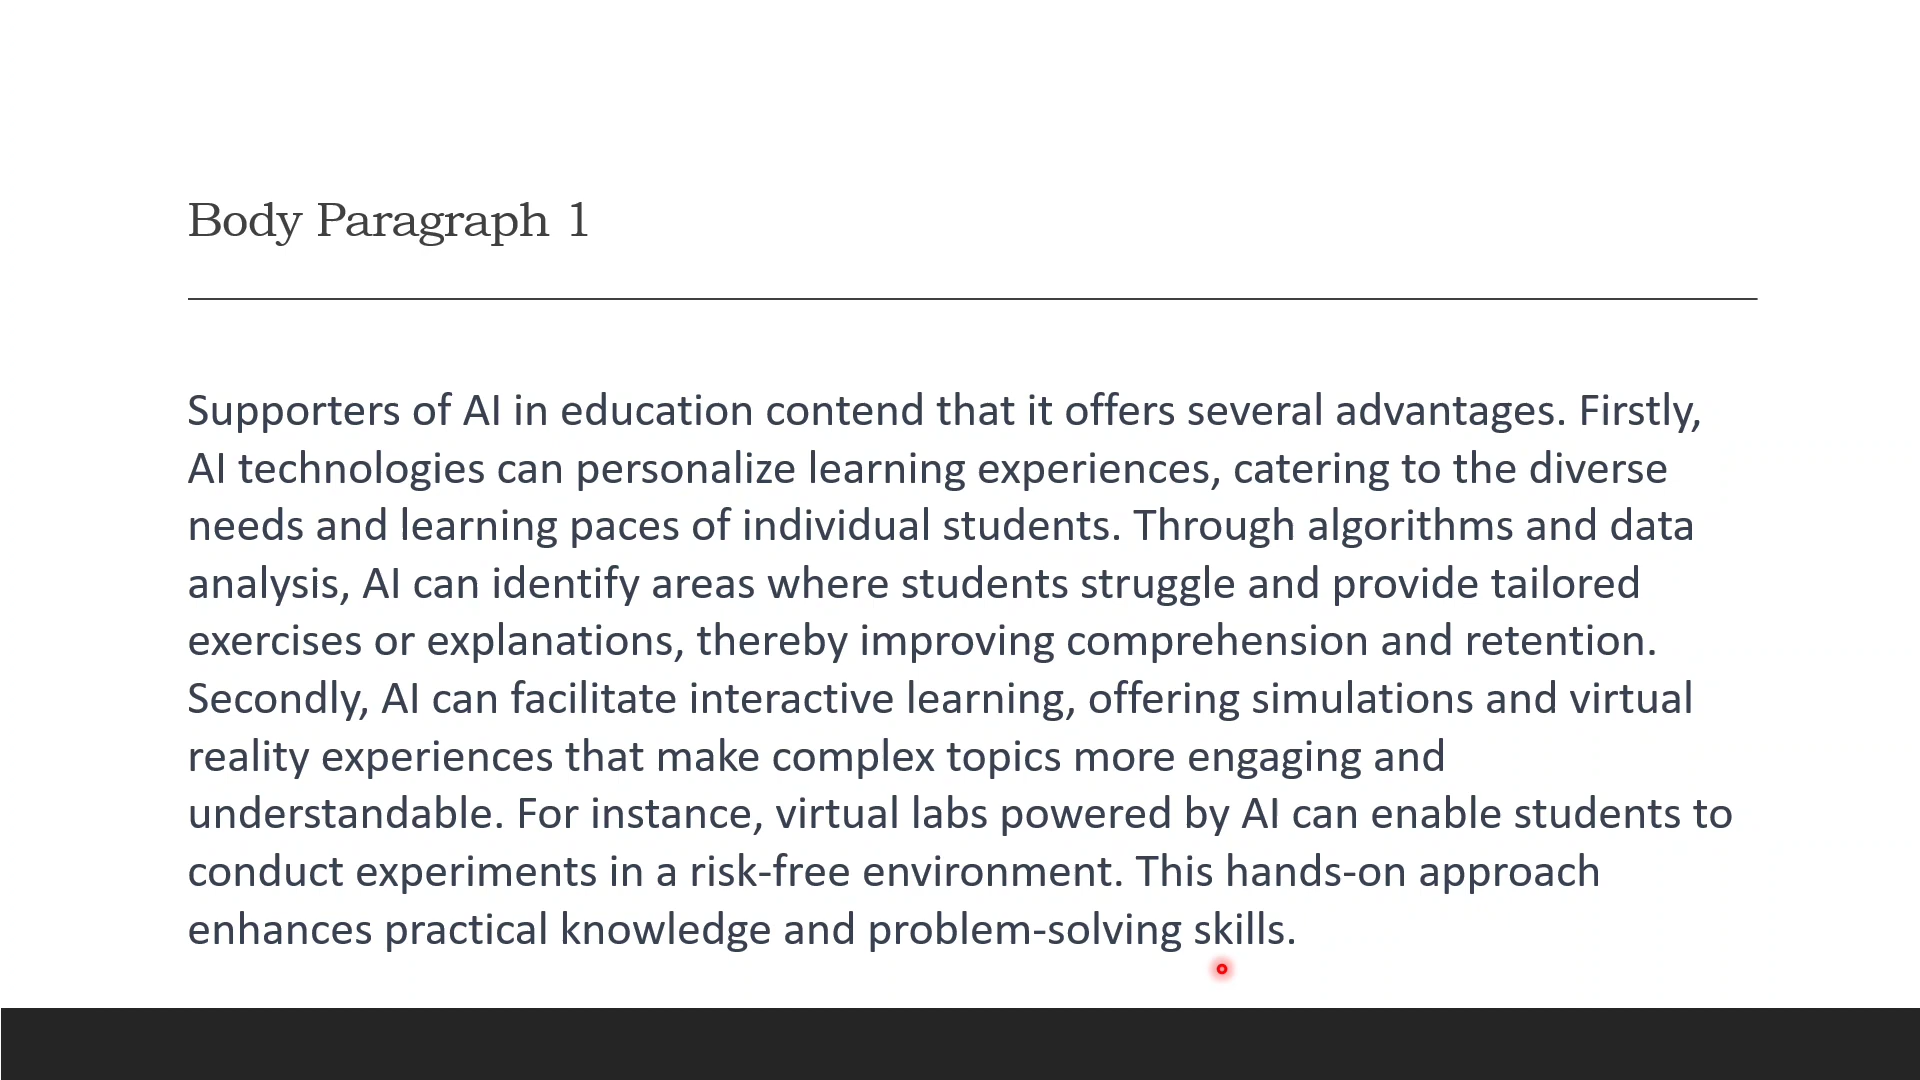 Body Paragraph 1
Supporters of AI in education contend that it offers several advantages. Firstly,
AI technologies can personalize learning experiences, catering to the diverse
needs and learning paces of individual students. Through algorithms and data
analysis, AI can identify areas where students struggle and provide tailored
exercises or explanations, thereby improving comprehension and retention.
Secondly, AI can facilitate interactive learning, offering simulations and virtual
reality experiences that make complex topics more engaging and
understandable. For instance, virtual labs powered by AI can enable students to
conduct experiments in a risk-free environment. This hands-on approach
enhances practical knowledge and problem-solving skills.